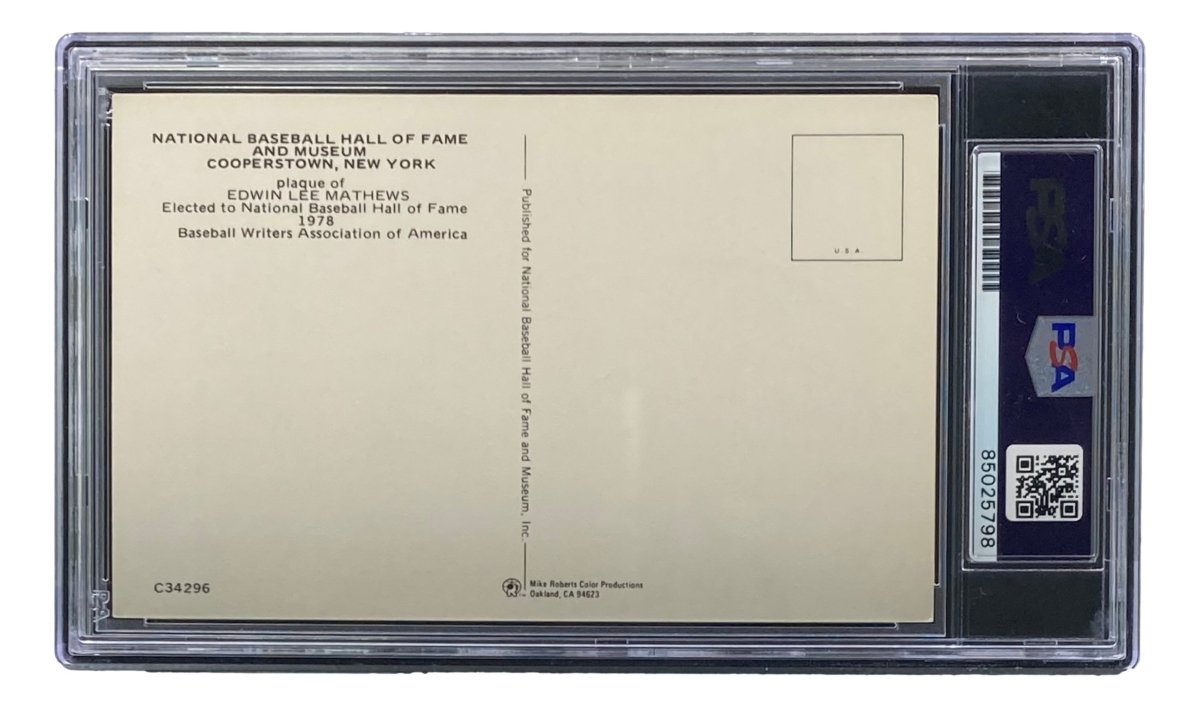 NATIONAL BASEBALL HALL OF FAME
AND MUSEUM
COOPERSTOWN, NEW YORK
plaque of
EDWIN LEE MATHEWS
Elected to National Baseball Hall of Fame
1978
Baseball Writers Association of America
C34296
Published for National Baseball Hall of Fame and Museum, Inc.
Mike Roberts Color Productions
Oakland, CA 94623
U.S.A.
PSA
PSA
85025798
PSA